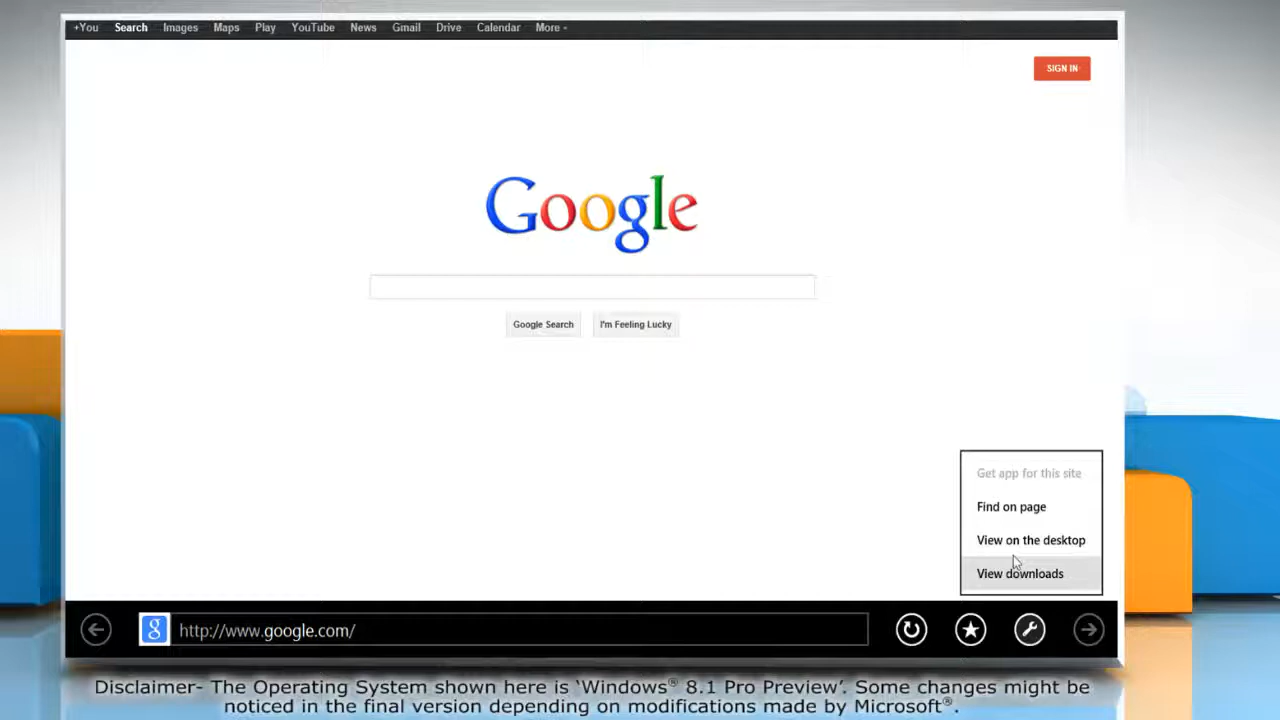 +You Search Images Maps Play YouTube News Gmail Drive Calendar More
SIGN IN
Google
Google Search I'm Feeling Lucky
Get app for this site
Find on page
View on the desktop
View downloads
8 http://www.google.com/
Disclaimer- The Operating System shown here is ‘Windows® 8.1 Pro Preview’. Some changes might be
noticed in the final version depending on modifications made by Microsoft®.